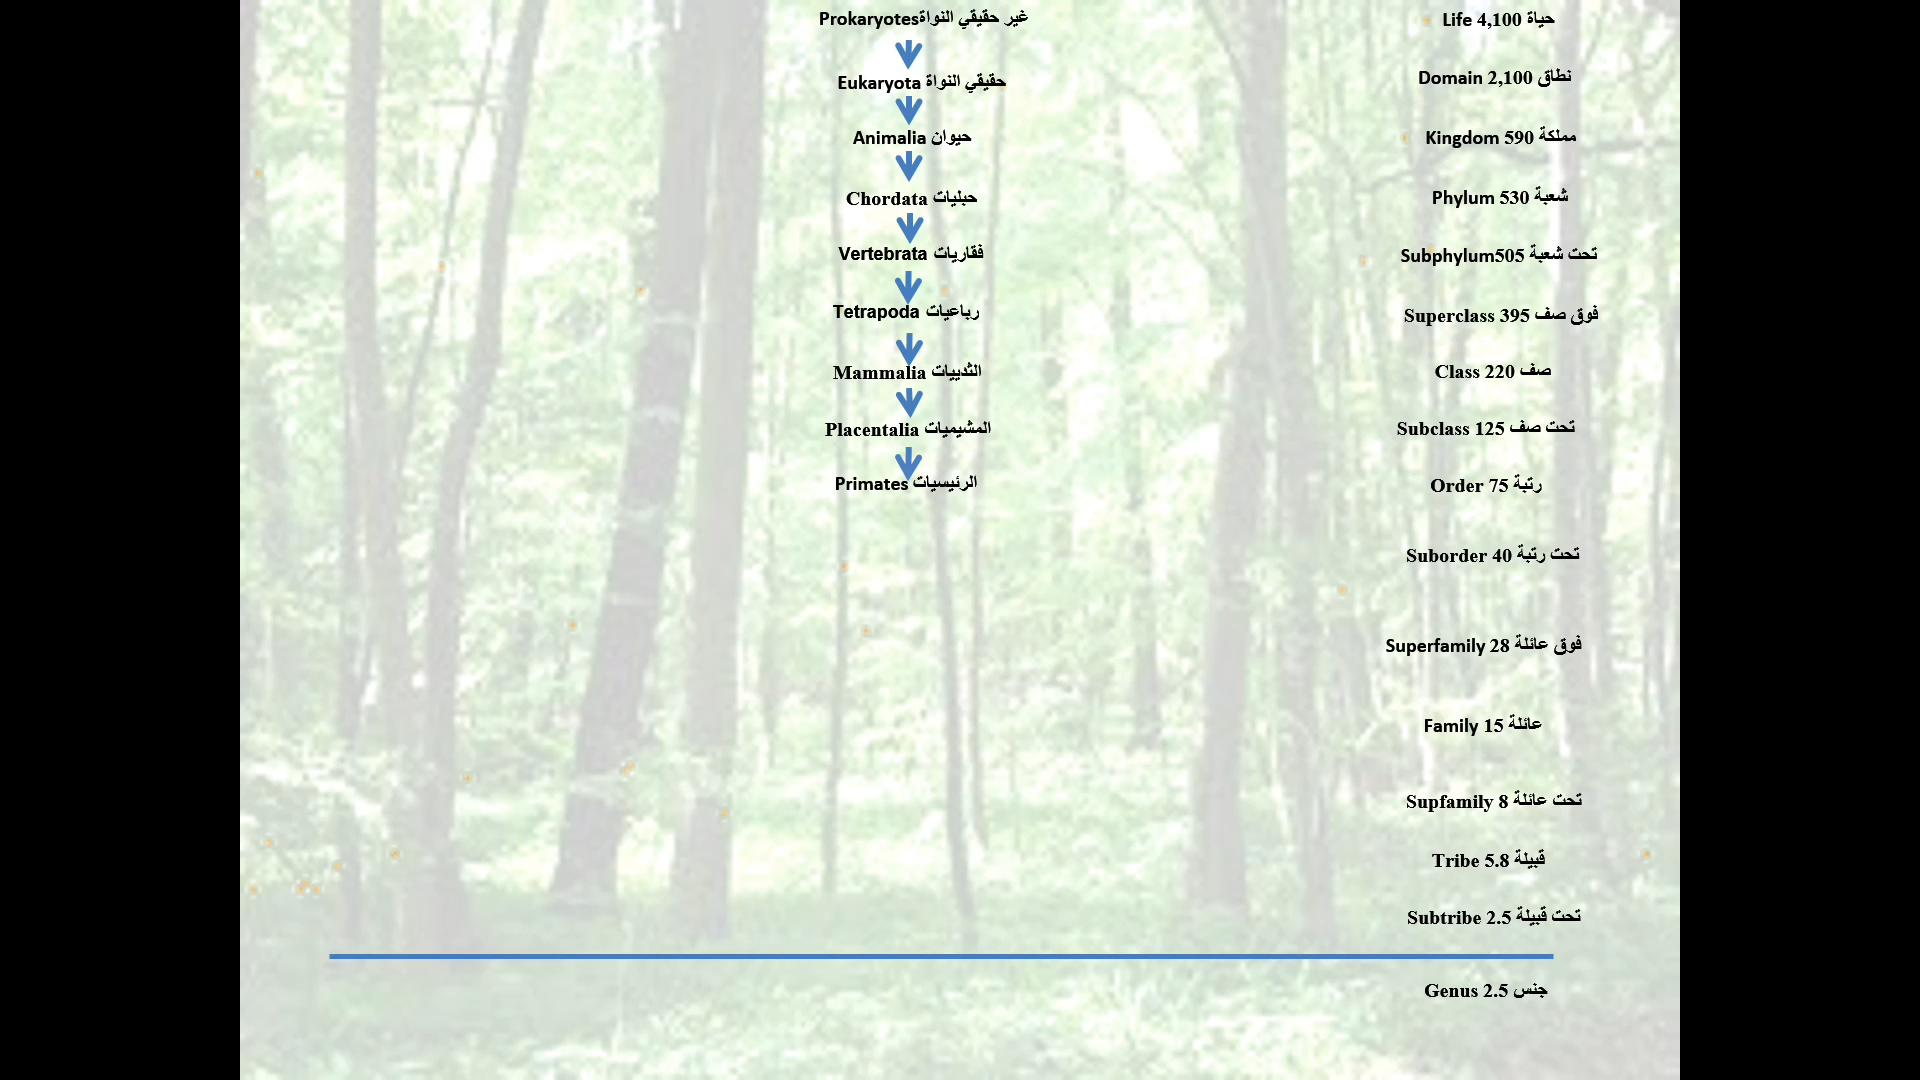 Prokaryotesغير حقيقي النواة
Life 4,100 حياة
Eukaryota حقيقي النواة
Domain 2,100 نطاق
Animalia حيوان
Kingdom 590 مملكة
Chordata حبليات
Phylum 530 شعبة
Vertebrata فقاريات
Subphylum505 تحت شعبة
Tetrapoda رباعيات
Superclass 395 فوق صف
Mammalia الثدييات
Class 220 صف
Placentalia المشيميات
Subclass 125 تحت صف
Primates الرئيسيات
Order 75 رتبة
Suborder 40 تحت رتبة
Superfamily 28 فوق عائلة
Family 15 عائلة
Supfamily 8 تحت عائلة
Tribe 5.8 قبيلة
Subtribe 2.5 تحت قبيلة
Genus 2.5 جنس